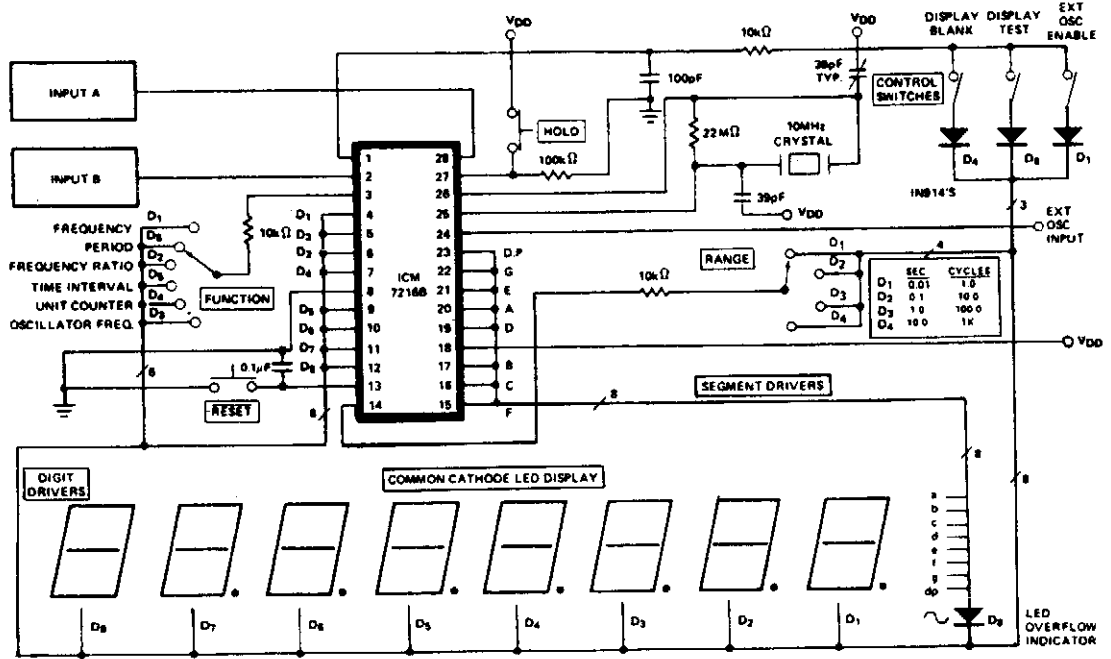 VDD
10kΩ
VDD
DISPLAY BLANK
DISPLAY TEST
EXT OSC ENABLE
INPUT A
100pF
TYP.
CONTROL SWITCHES
HOLD
22MΩ
10MHz CRYSTAL
INPUT B
100kΩ
D4
D1
IN914'S
39pF
VDD
3
EXT OSC INPUT
1
2
3
4
5
6
7
8
9
10
11
12
13
14
28
27
26
25
24
23
22
21
20
19
18
17
16
15
ICM 7216B
D1
D3
D2
D4
D5
D6
D7
D8
D.P
G
E
A
D
B
C
F
FREQUENCY
D1
PERIOD
FREQUENCY RATIO
D2
TIME INTERVAL
D5
UNIT COUNTER
D4
OSCILLATOR FREQ.
D3
10kΩ
FUNCTION
6
0.1µF
RESET
8
10kΩ
RANGE
D1
D2
D3
D4
4
SEC CYCLES
D1 0.01 1.0
D2 0.1 10.0
D3 1.0 100.0
D4 10.0 1K
VDD
SEGMENT DRIVERS
8
8
8
DIGIT DRIVERS
COMMON CATHODE LED DISPLAY
a
b
c
d
e
f
g
dp
D8
D7
D6
D5
D4
D3
D2
D1
LED OVERFLOW INDICATOR